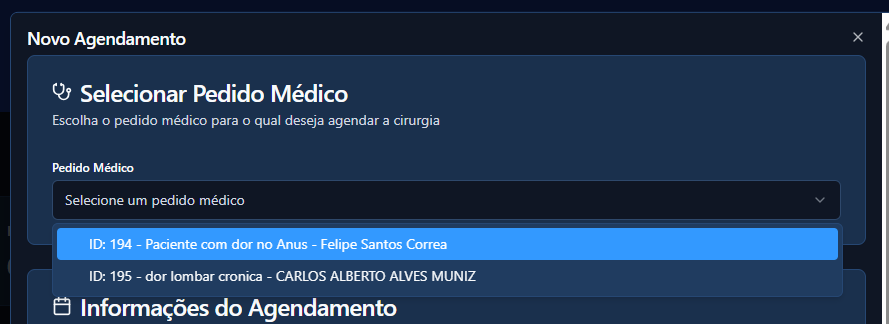 Novo Agendamento
Selecionar Pedido Médico
Escolha o pedido médico para o qual deseja agendar a cirurgia
Pedido Médico
Selecione um pedido médico
ID: 194 - Paciente com dor no Anus - Felipe Santos Correa
ID: 195 - dor lombar cronica - CARLOS ALBERTO ALVES MUNIZ
Informações do Agendamento